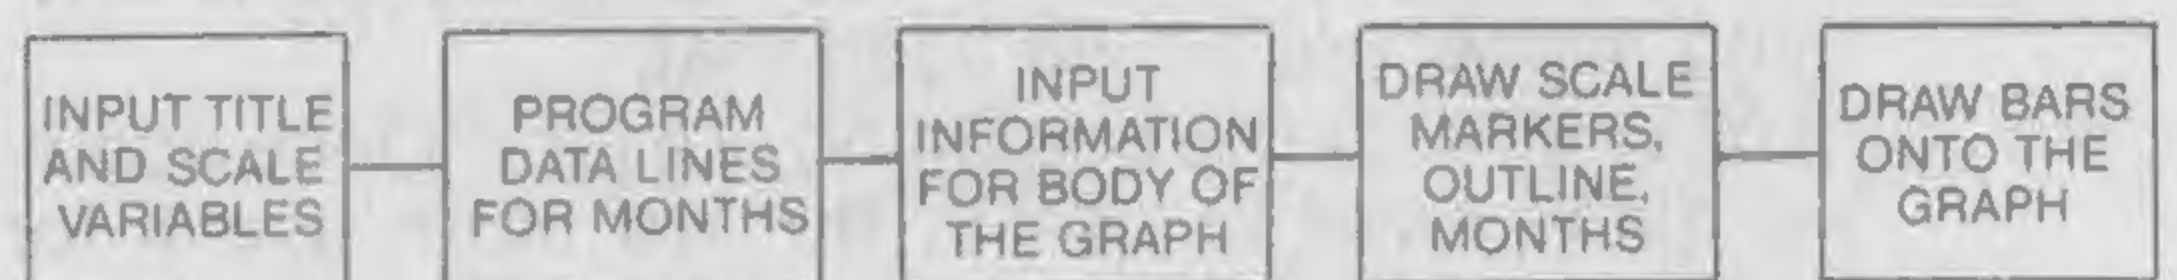 INPUT TITLE
AND SCALE
VARIABLES
PROGRAM
DATA LINES
FOR MONTHS
INPUT
INFORMATION
FOR BODY OF
THE GRAPH
DRAW SCALE
MARKERS,
OUTLINE,
MONTHS
DRAW BARS
ONTO THE
GRAPH